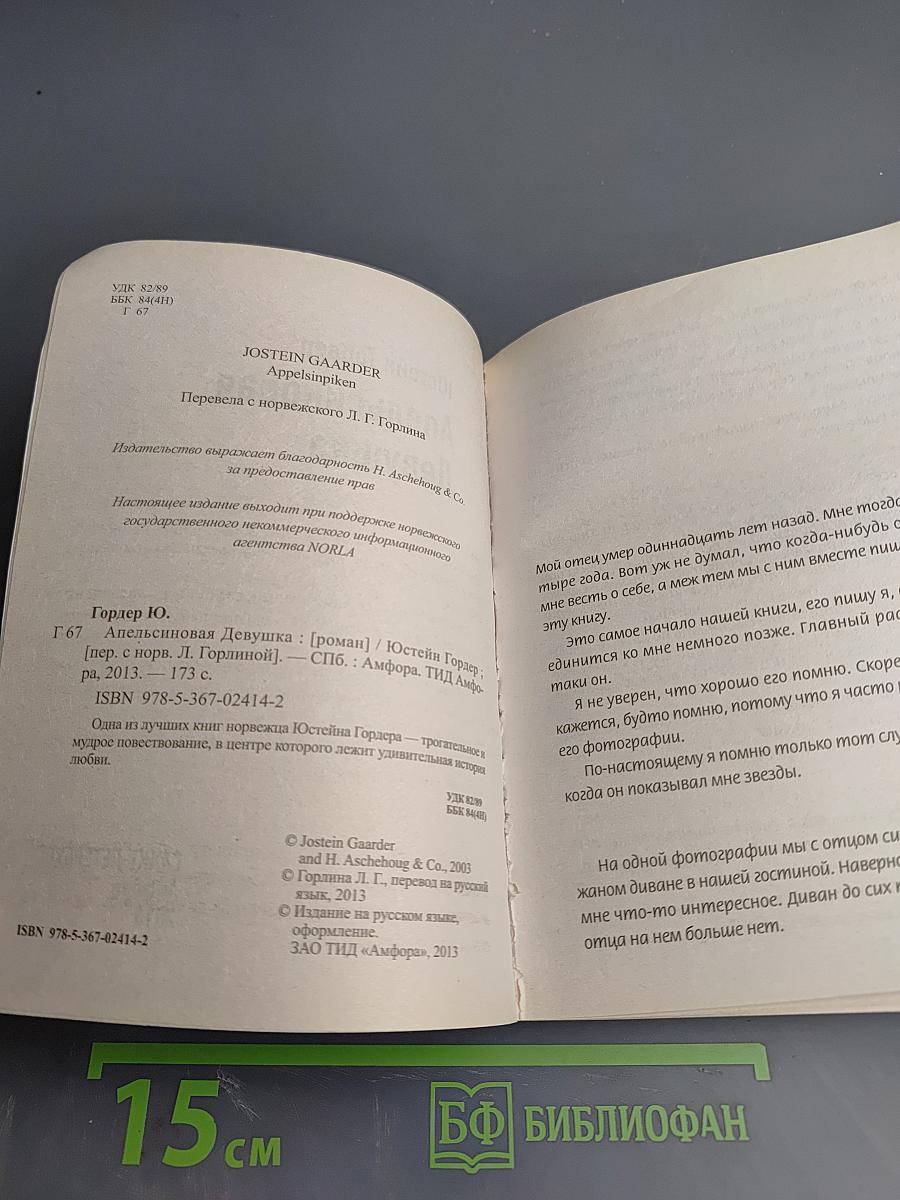 УДК 82/89
ББК 84(4Н)
Г 67
JOSTEIN GAARDER
Appelsinpiken
Перевела с норвежского Л. Г. Горлина
Издательство выражает благодарность H. Aschehoug & Co.
за предоставление прав
Настоящее издание выходит при поддержке норвежского
государственного некоммерческого информационного
агентства NORLA
Гордер Ю.
Г 67 Апельсиновая Девушка : [роман] / Юстейн Гордер ;
[пер. с норв. Л. Горлиной]. — СПб. : Амфора. ТИД Амфо-
ра, 2013. — 173 с.
ISBN 978-5-367-02414-2
Одна из лучших книг норвежца Юстейна Гордера — трогательное и
мудрое повествование, в центре которого лежит удивительная история
любви.
УДК 82/89
ББК 84(4Н)
© Jostein Gaarder
and H. Aschehoug & Co., 2003
© Горлина Л. Г., перевод на русский
язык, 2013
© Издание на русском языке,
оформление.
ЗАО ТИД «Амфора», 2013
ISBN 978-5-367-02414-2
мой отец умер одиннадцать лет назад. Мне тогда
тыре года. Вот уж не думал, что когда-нибудь о
мне весть о себе, а меж тем мы с ним вместе пиш
эту книгу.
Это самое начало нашей книги, его пишу я,
единится ко мне немного позже. Главный рас
таки он.
Я не уверен, что хорошо его помню. Скоре
кажется, будто помню, потому что я часто
его фотографии.
По-настоящему я помню только тот слу
когда он показывал мне звезды.
На одной фотографии мы с отцом си
жаном диване в нашей гостиной. Наверно
мне что-то интересное. Диван до сих
отца на нем больше нет.
15 см
БФ БИБЛИОФАН